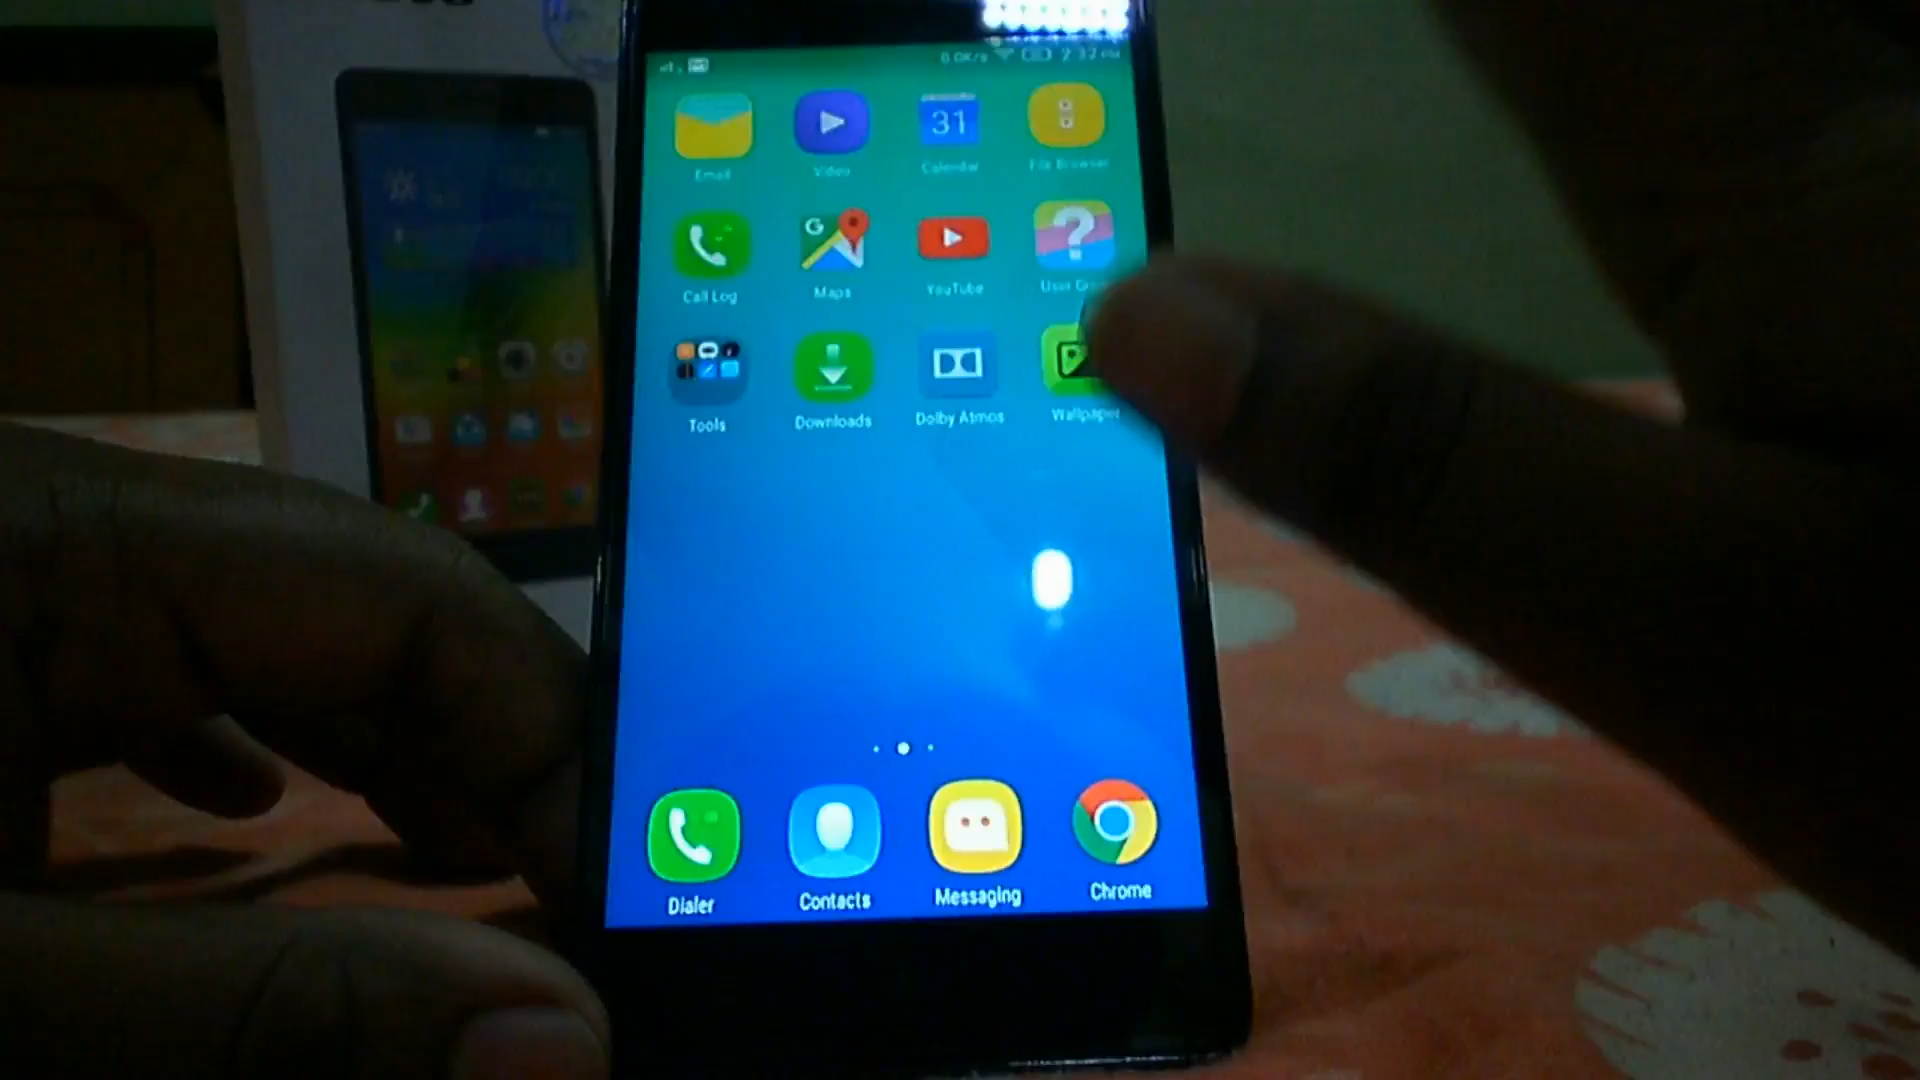 Email
Video
31
Calendar
File Browser
Call Log
G
Maps
YouTube
?
User
Tools
Downloads
Dolby Atmos
Wallpaper
Dialer
Contacts
Messaging
Chrome